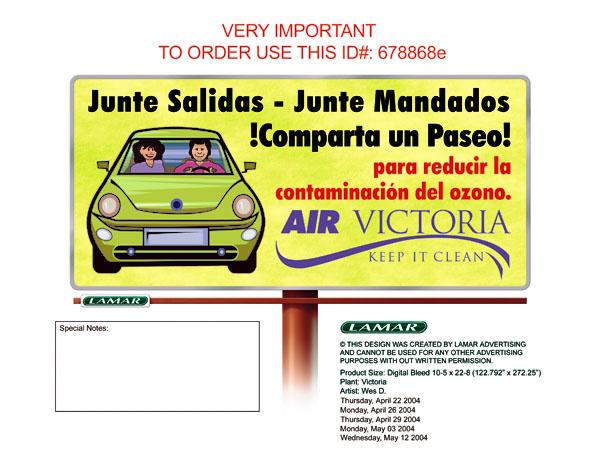 VERY IMPORTANT
TO ORDER USE THIS ID#: 678868e
Junte Salidas - Junte Mandados
!Comparta un Paseo!
para reducir la
contaminación del ozono.
AIR VICTORIA
KEEP IT CLEAN
LAMAR
Special Notes:
LAMAR
© THIS DESIGN WAS CREATED BY LAMAR ADVERTISING
AND CANNOT BE USED FOR ANY OTHER ADVERTISING
PURPOSES WITH OUT WRITTEN PERMISSION.
Product Size: Digital Bleed 10-5 x 22-8 (122.792" x 272.25")
Plant: Victoria
Artist: Wes D.
Thursday, April 22 2004
Monday, April 26 2004
Thursday, April 29 2004
Monday, May 03 2004
Wednesday, May 12 2004